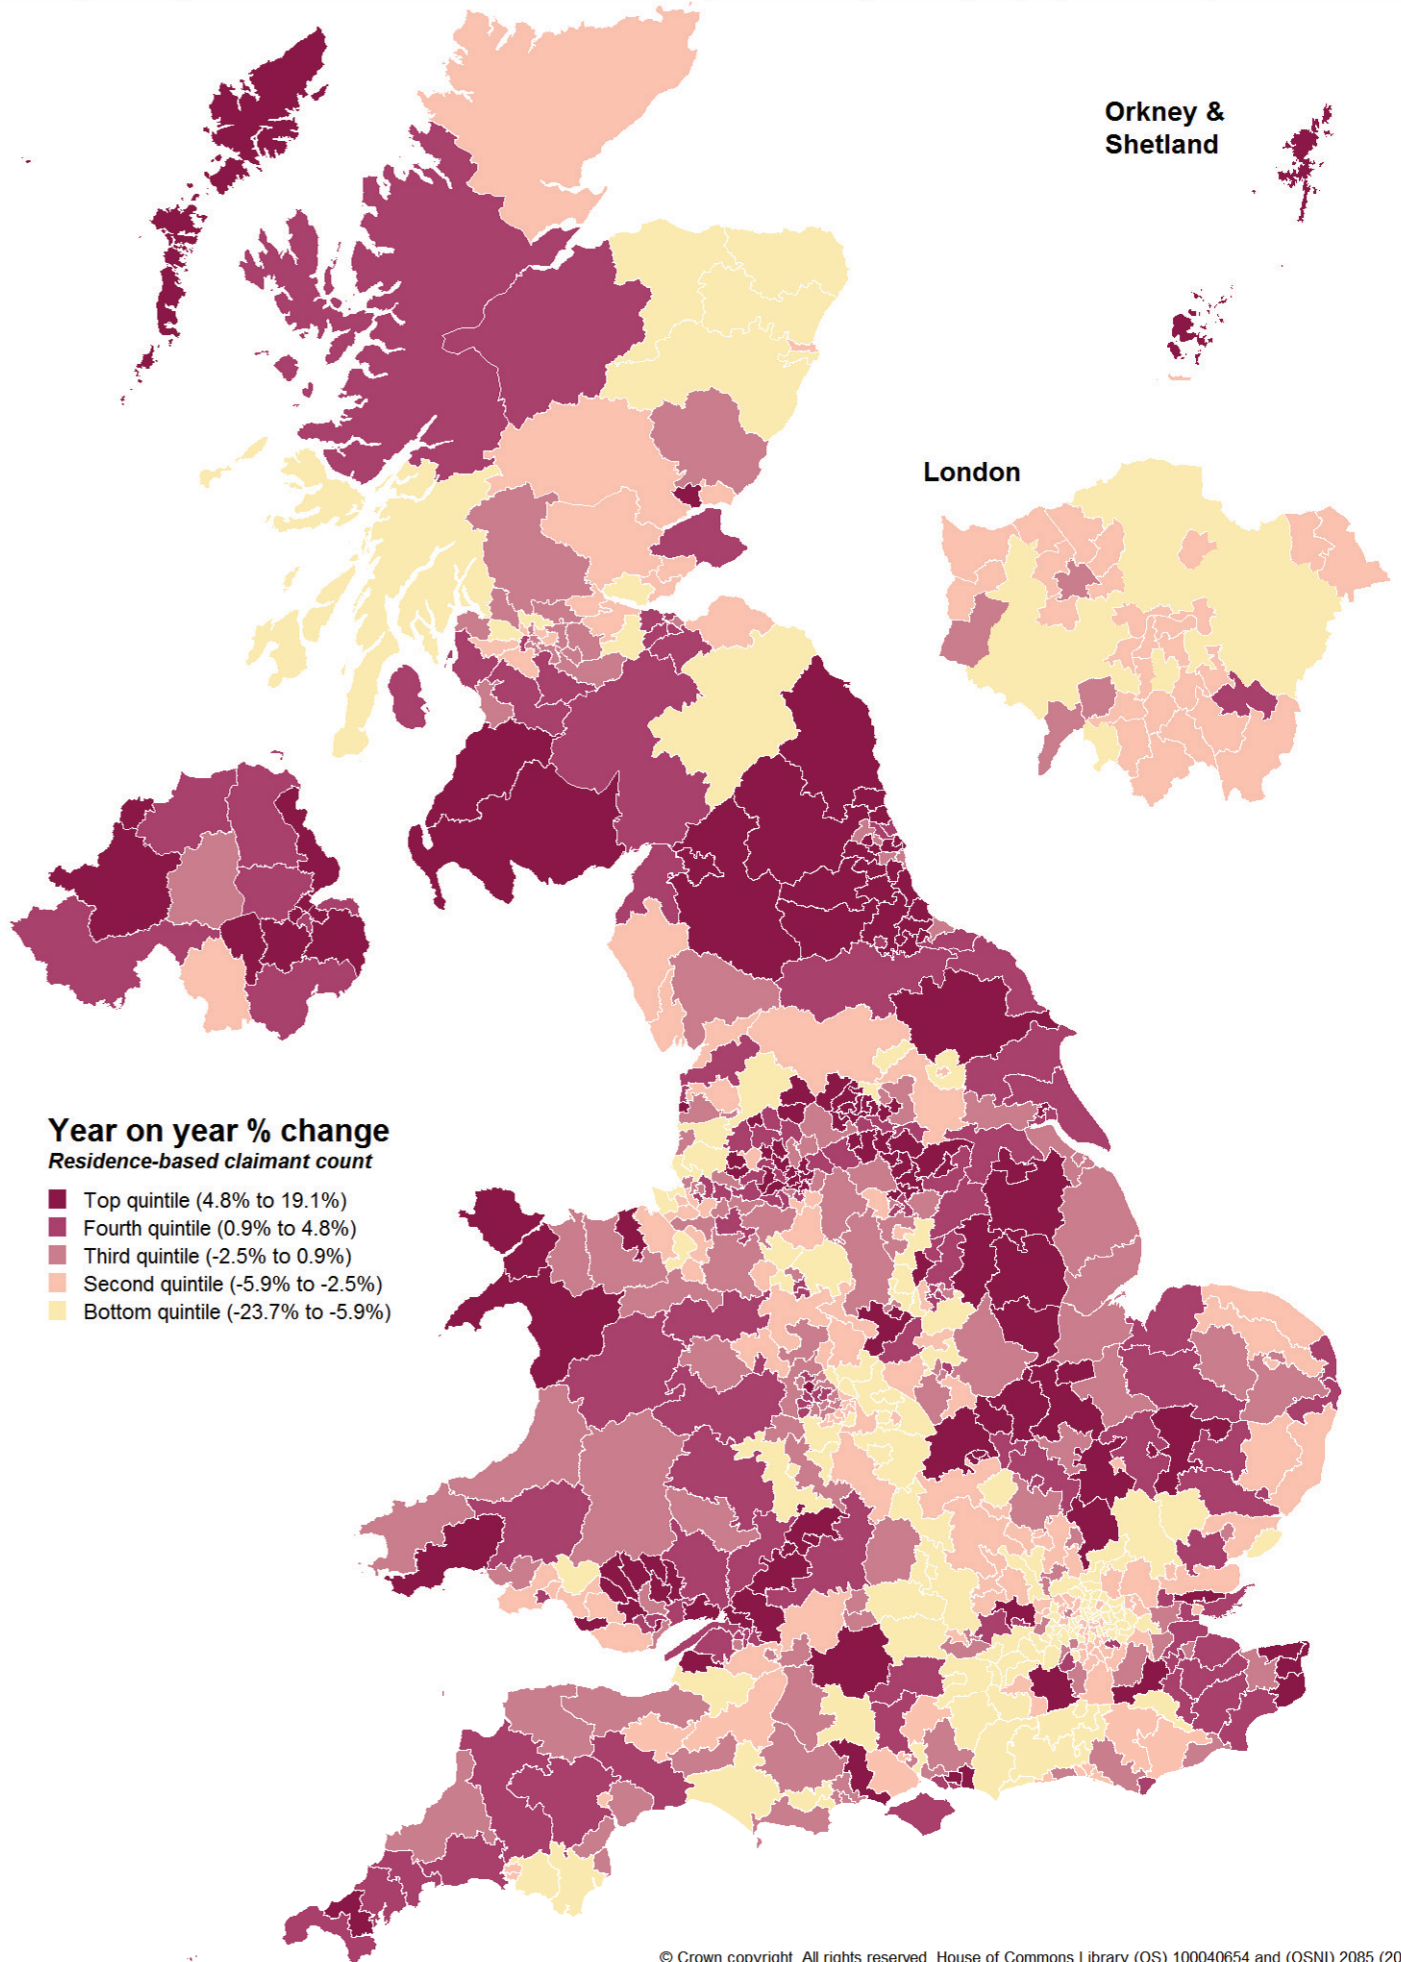 Orkney &
Shetland
London
Year on year % change
Residence-based claimant count
Top quintile (4.8% to 19.1%)
Fourth quintile (0.9% to 4.8%)
Third quintile (-2.5% to 0.9%)
Second quintile (-5.9% to -2.5%)
Bottom quintile (-23.7% to -5.9%)
© Crown copyright. All rights reserved. House of Commons Library (OS) 100040654 and (OSNI) 2085 (20